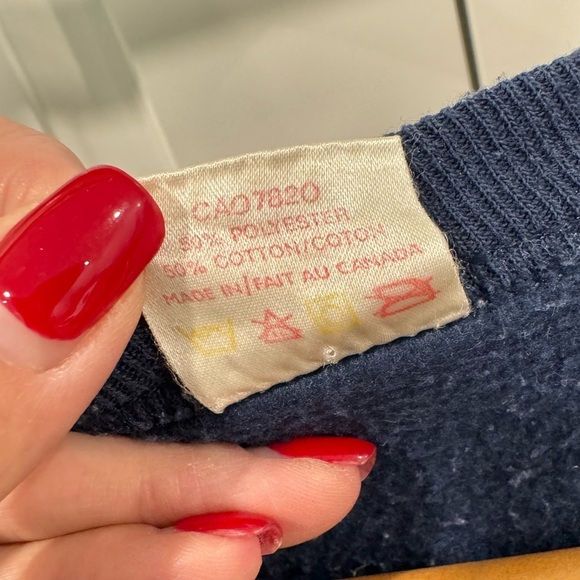 CA07820
50% POLYESTER
50% COTTON/COTON
MADE IN/FAIT AU CANADA